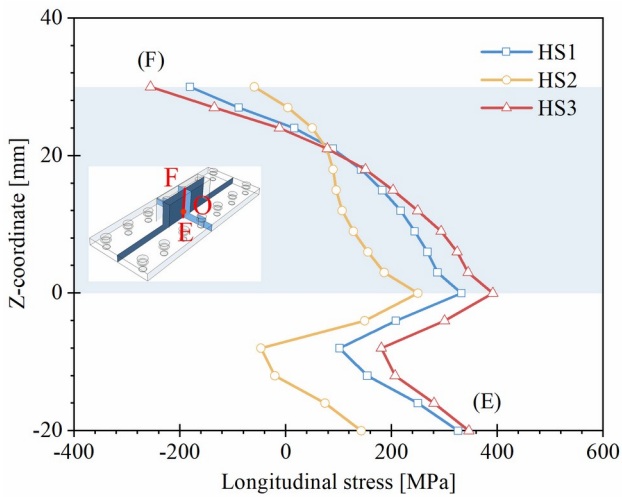 40
(F)
HS1
HS2
HS3
20
F
O
E
Z-coordinate [mm]
0
(E)
-20
-400
-200
0
200
400
600
Longitudinal stress [MPa]